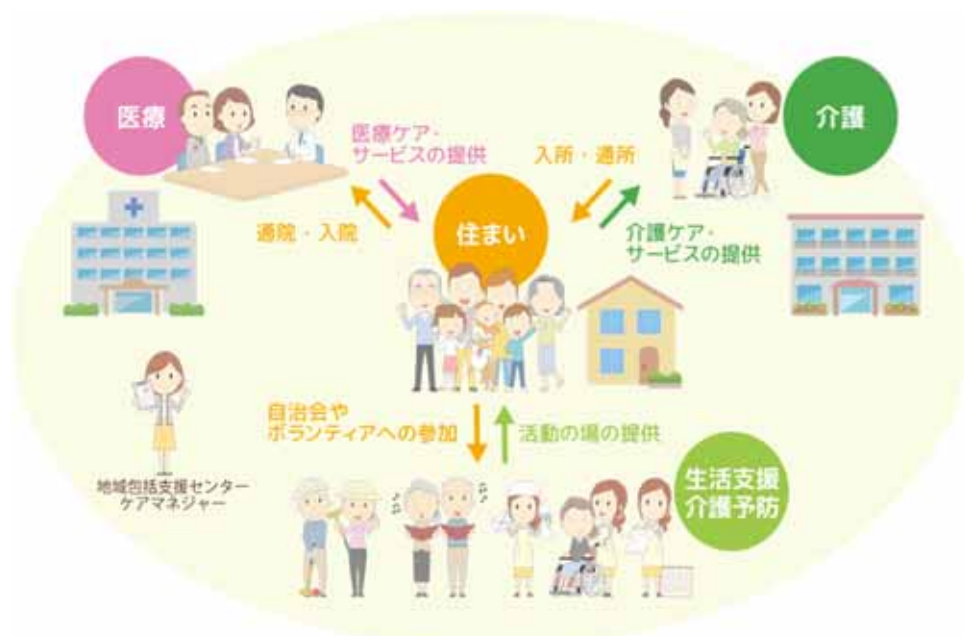 医療
医療ケア・
サービスの提供
通院・入院
介護
入所・通所
介護ケア・
サービスの提供
住まい
自治会や
ボランティアへの参加
活動の場の提供
生活支援
介護予防
地域包括支援センター
ケアマネジャー